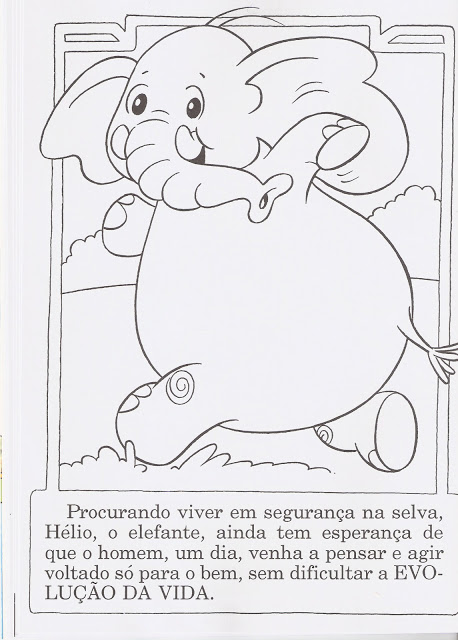 Procurando viver em segurança na selva,
Hélio, o elefante, ainda tem esperança de
que o homem, um dia, venha a pensar e agir
voltado só para o bem, sem dificultar a EVO-
LUÇÃO DA VIDA.